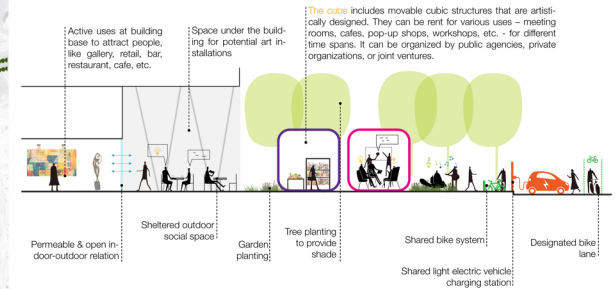 Active uses at building
base to attract people,
like gallery, retail, bar,
restaurant, cafe, etc.
Space under the build-
ing for potential art in-
stallations
The cube includes movable cubic structures that are artisti-
cally designed. They can be rent for various uses – meeting
rooms, cafes, pop-up shops, workshops, etc. - for different
time spans. It can be organized by public agencies, private
organizations, or joint ventures.
Permeable & open in-
door-outdoor relation
Sheltered outdoor
social space
Garden
planting
Tree planting
to provide
shade
Shared bike system
Shared light electric vehicle
charging station
Designated bike
lane